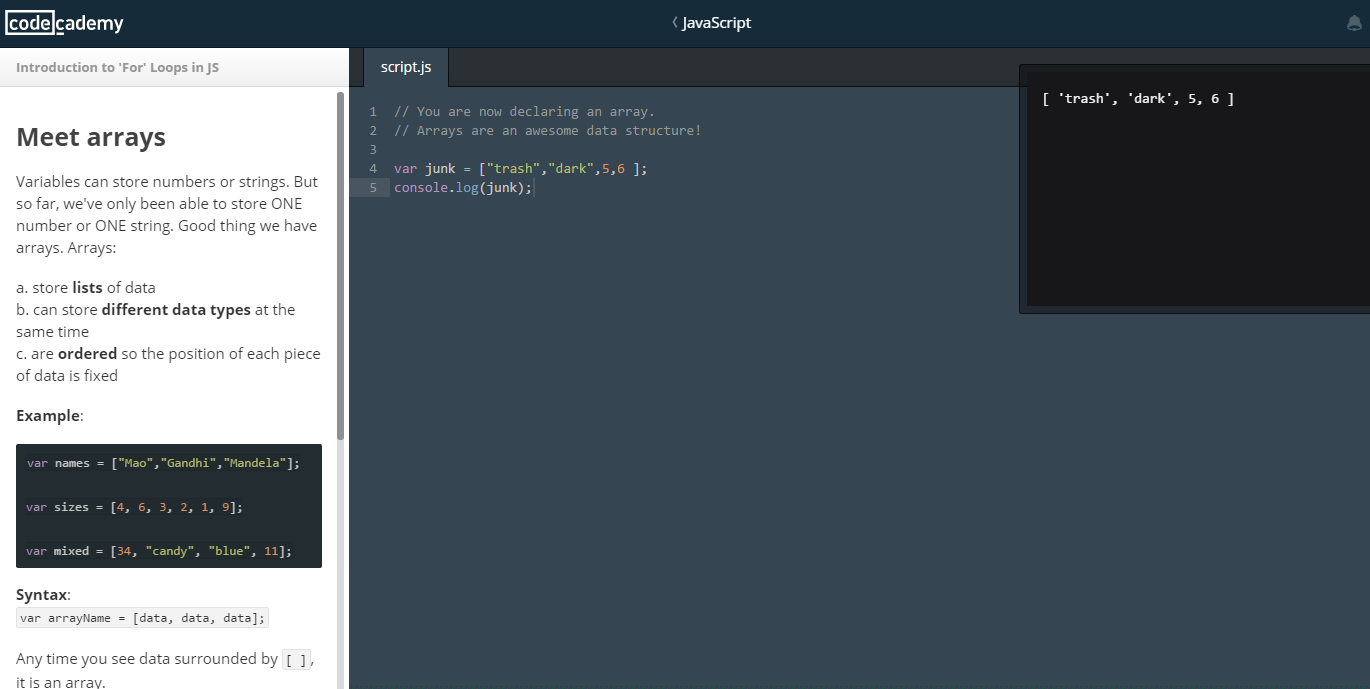 codecademy
JavaScript
Introduction to 'For' Loops in JS
Meet arrays
Variables can store numbers or strings. But
so far, we've only been able to store ONE
number or ONE string. Good thing we have
arrays. Arrays:
a. store lists of data
b. can store different data types at the
same time
c. are ordered so the position of each piece
of data is fixed
Example:
var names = ["Mao","Gandhi","Mandela"];
var sizes = [4, 6, 3, 2, 1, 9];
var mixed = [34, "candy", "blue", 11];
Syntax:
var arrayName = [data, data, data];
Any time you see data surrounded by [ ],
it is an array.
script.js
1 // You are now declaring an array.
2 // Arrays are an awesome data structure!
3
4 var junk = ["trash","dark",5,6 ];
5 console.log(junk);
[ 'trash', 'dark', 5, 6 ]